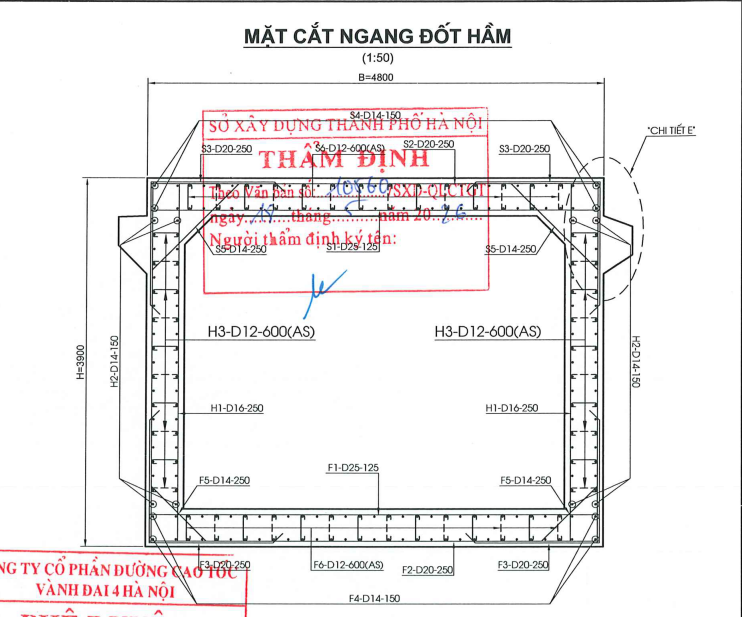 MẶT CẮT NGANG ĐỐT HẦM
(1:50)
B=4800
S4-D14-150
SỞ XÂY DỰNG THÀNH PHỐ HÀ NỘI
"CHI TIẾT E"
S3-D20-250
S6-D12-600(AS)
S2-D20-250
S3-D20-250
THẨM ĐỊNH
Theo Văn bản số: /SXD-QLCTGT
ngày tháng 5 năm 20
Người thẩm định ký tên:
S5-D14-250
S1-D25-125
S5-D14-250
H3-D12-600(AS)
H3-D12-600(AS)
H=3900
H2-D14-150
H2-D14-150
H1-D16-250
H1-D16-250
F1-D25-125
F5-D14-250
F5-D14-250
F3-D20-250
F6-D12-600(AS)
F2-D20-250
F3-D20-250
NG TY CỔ PHẦN ĐƯỜNG CAO TỐC
VÀNH ĐAI 4 HÀ NỘI
F4-D14-150